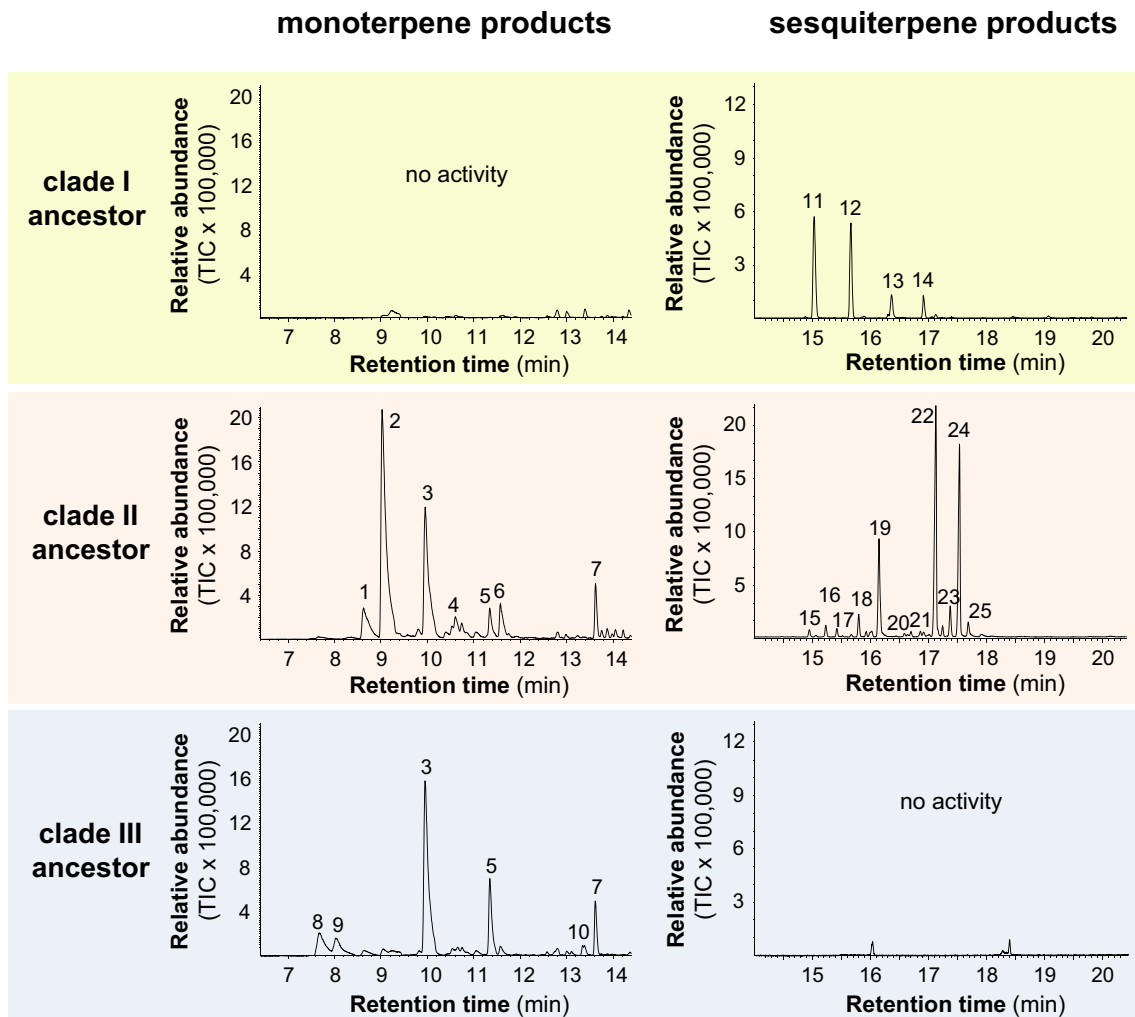 monoterpene products
sesquiterpene products
clade I
ancestor
Relative abundance
(TIC x 100,000)
20
16
12
8
4
no activity
7 8 9 10 11 12 13 14
Retention time (min)
Relative abundance
(TIC x 100,000)
12
9
6
3
11
12
13
14
15 16 17 18 19 20
Retention time (min)
clade II
ancestor
Relative abundance
(TIC x 100,000)
20
16
12
8
4
1
2
3
4
5
6
7
7 8 9 10 11 12 13 14
Retention time (min)
Relative abundance
(TIC x 100,000)
20
15
10
5
15
16
17
18
19
20
21
22
23
24
25
15 16 17 18 19 20
Retention time (min)
clade III
ancestor
Relative abundance
(TIC x 100,000)
20
16
12
8
4
8
9
3
5
10
7
7 8 9 10 11 12 13 14
Retention time (min)
Relative abundance
(TIC x 100,000)
12
9
6
3
no activity
15 16 17 18 19 20
Retention time (min)